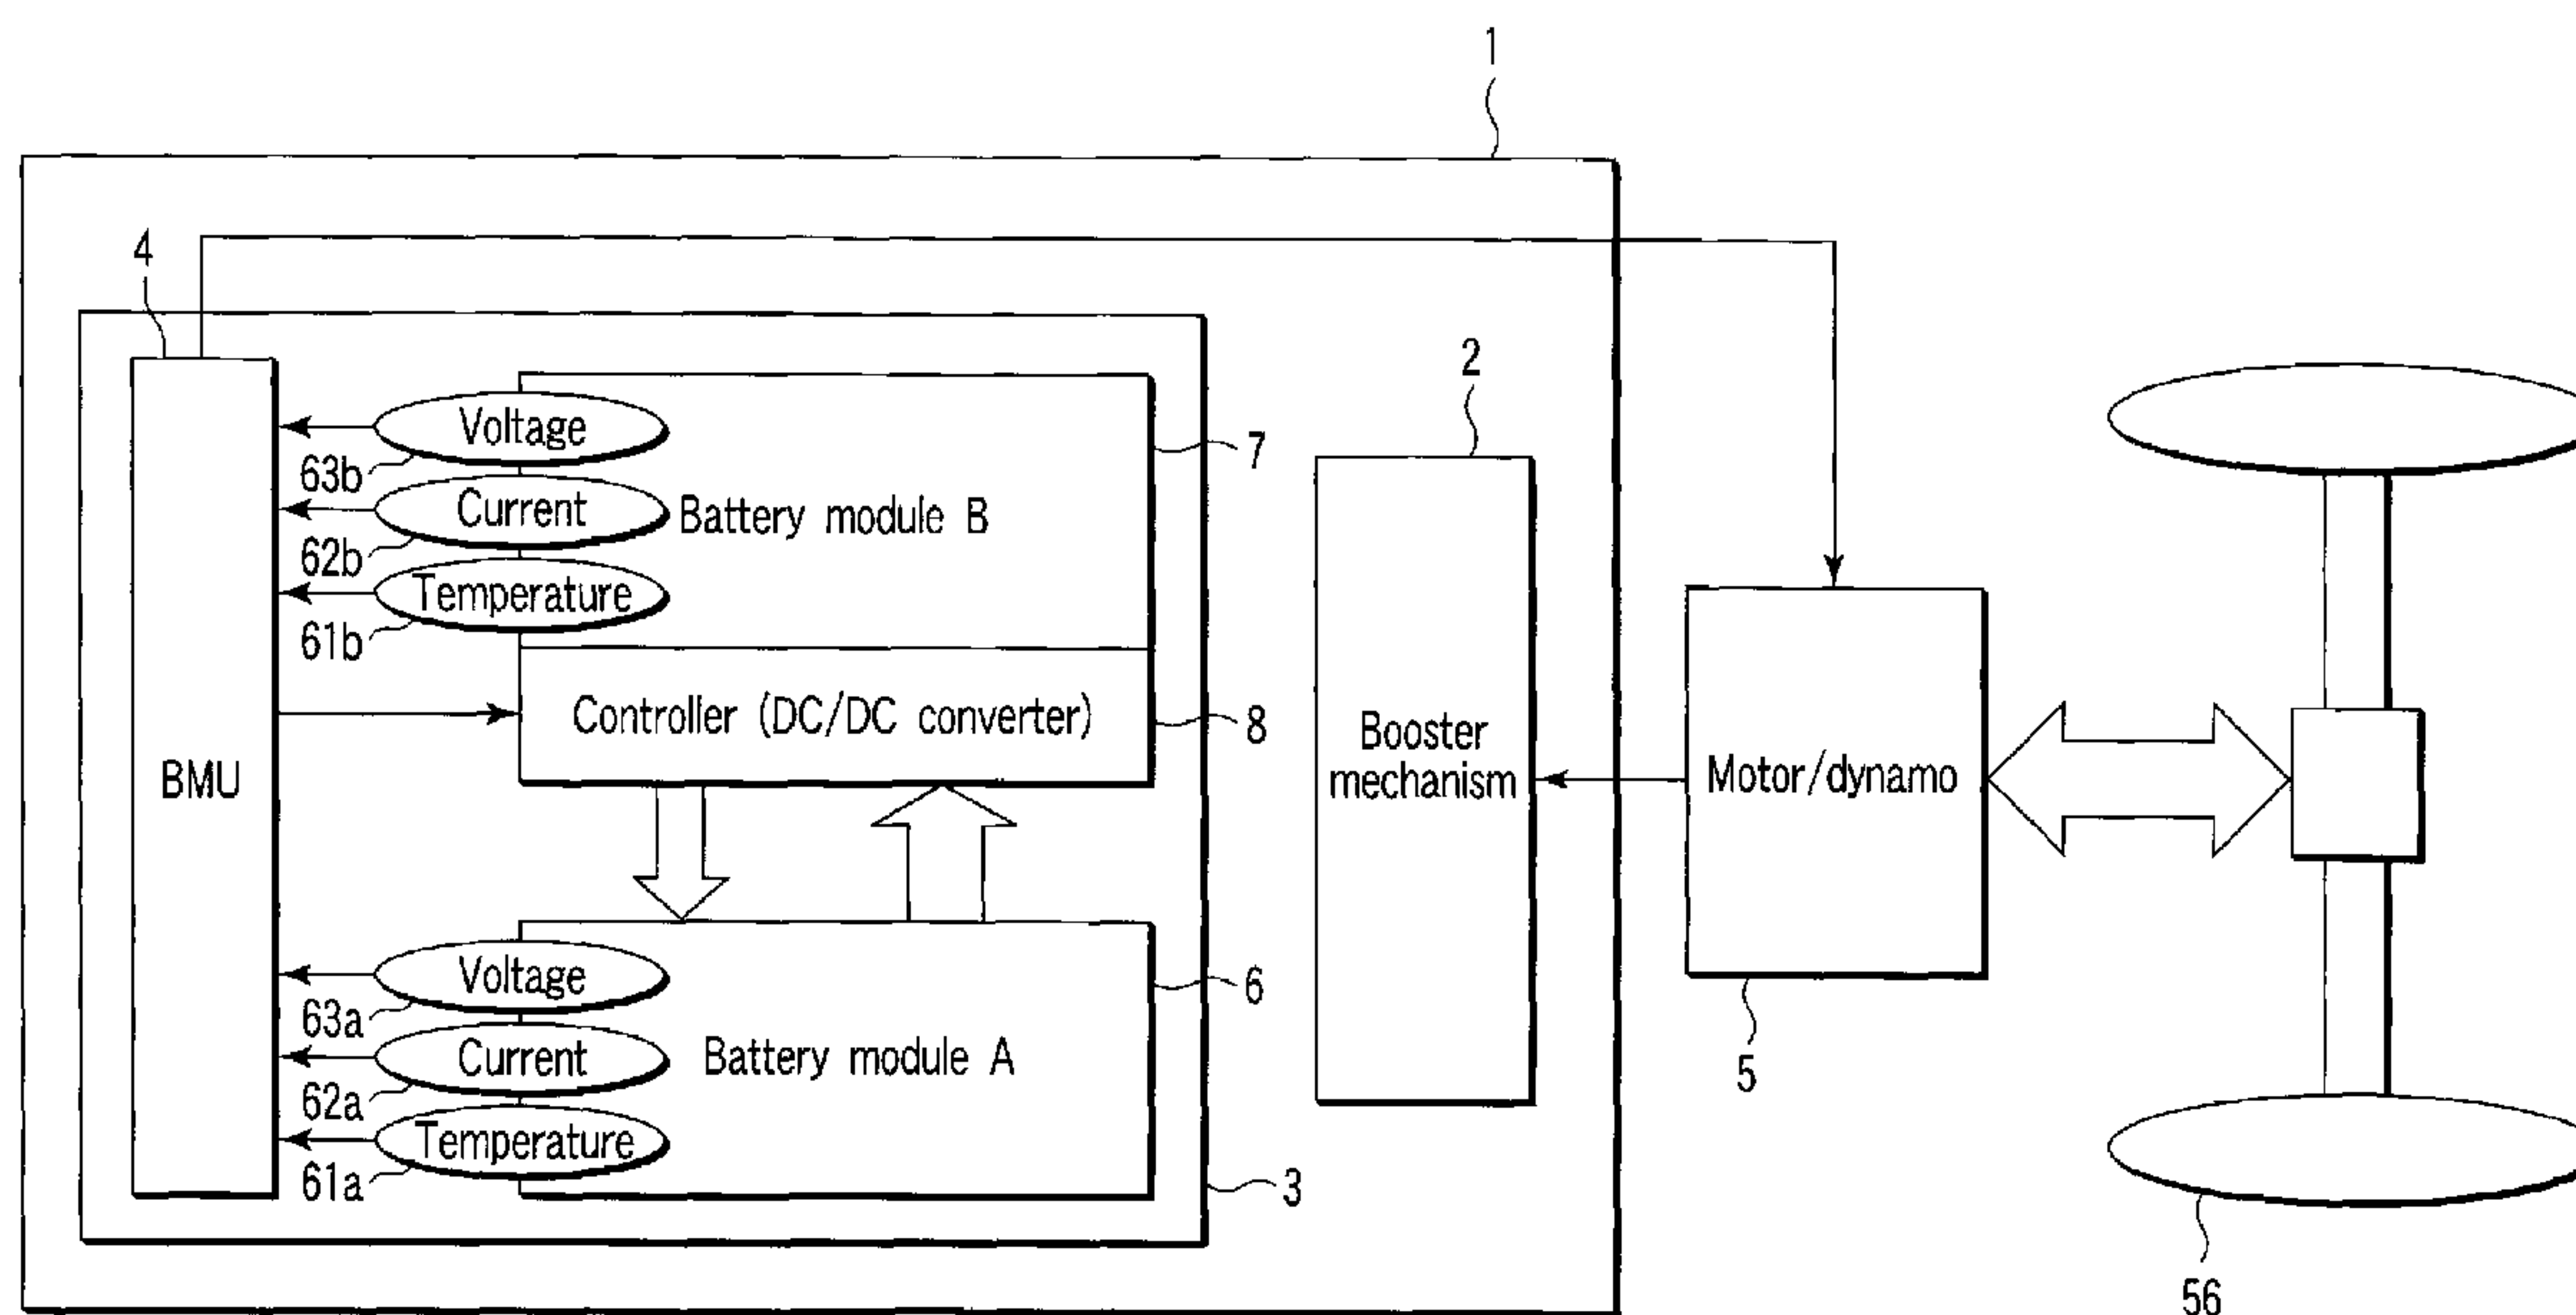 1
4
2
Voltage
63b
7
Current
Battery module B
62b
Temperature
61b
Controller (DC/DC converter)
8
BMU
Booster
mechanism
Motor/dynamo
Voltage
63a
6
Current
Battery module A
62a
5
Temperature
61a
3
56